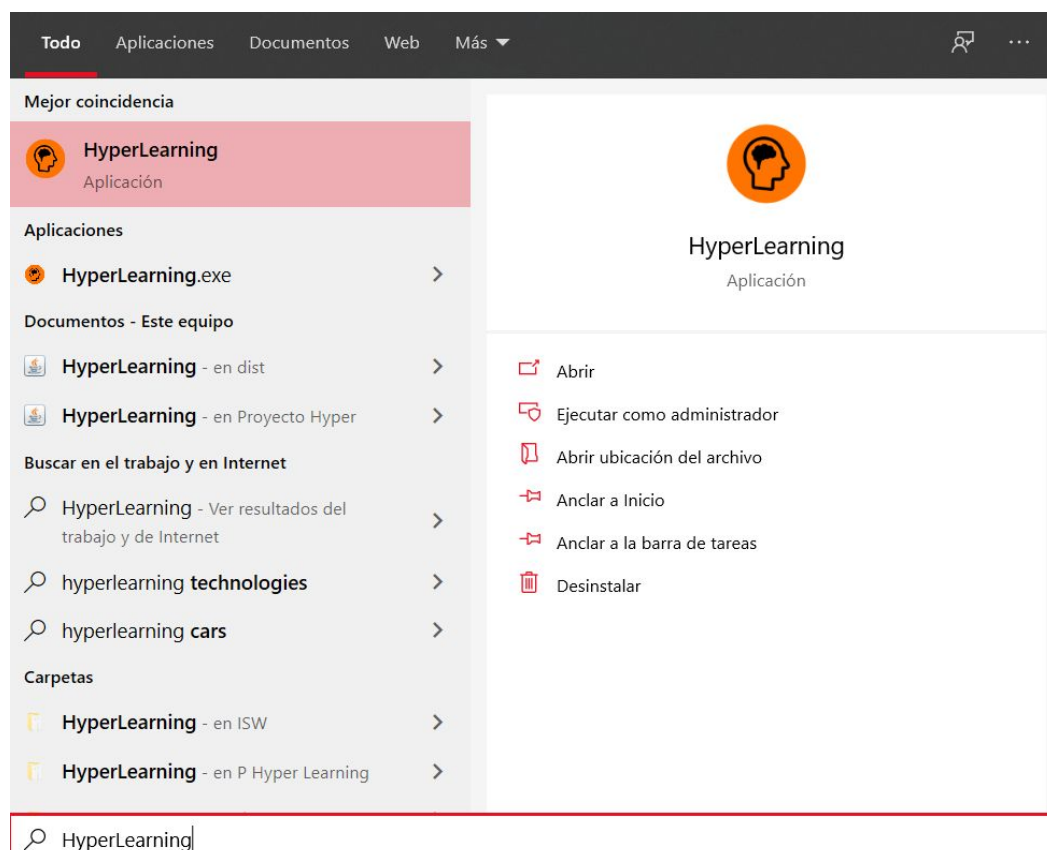 Todo Aplicaciones Documentos Web Más
Mejor coincidencia
HyperLearning
Aplicación
Aplicaciones
HyperLearning.exe
Documentos - Este equipo
HyperLearning - en dist
HyperLearning - en Proyecto Hyper
Buscar en el trabajo y en Internet
HyperLearning - Ver resultados del
trabajo y de Internet
hyperlearning technologies
hyperlearning cars
Carpetas
HyperLearning - en ISW
HyperLearning - en P Hyper Learning
HyperLearning
Aplicación
Abrir
Ejecutar como administrador
Abrir ubicación del archivo
Anclar a Inicio
Anclar a la barra de tareas
Desinstalar
HyperLearning